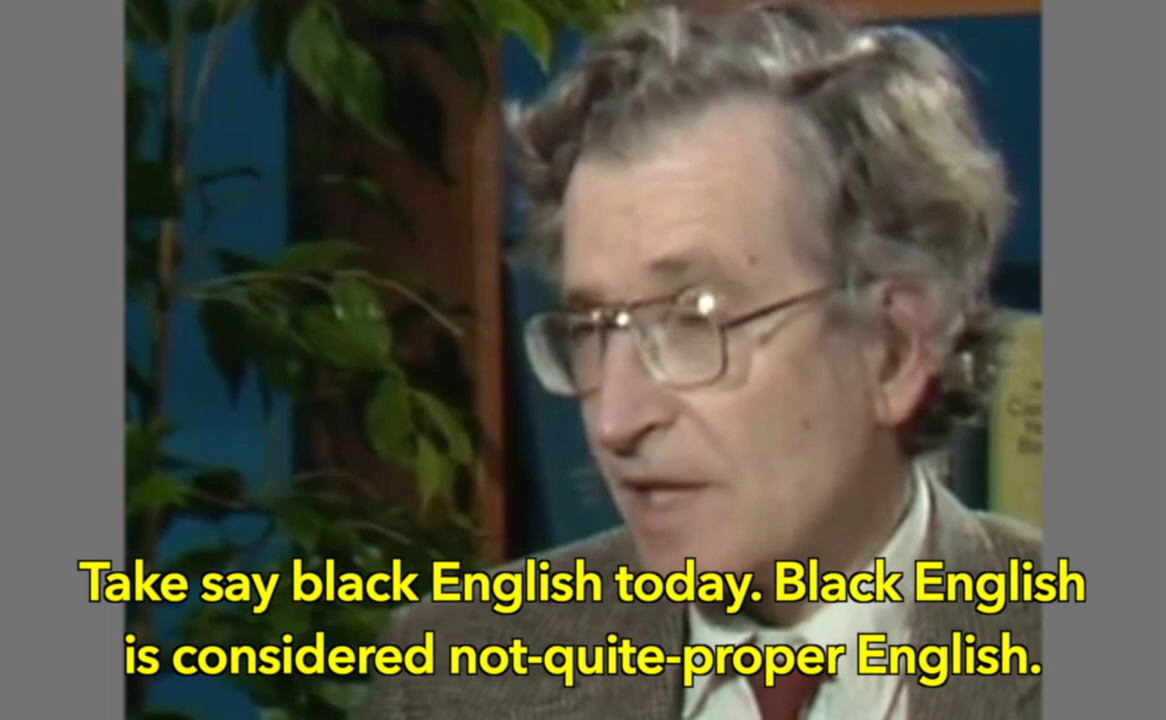 Take say black English today. Black English
is considered not-quite-proper English.